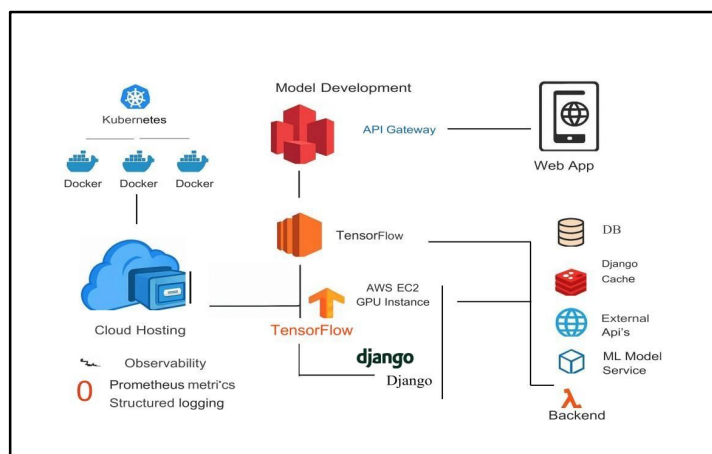 Model Development
Kubernetes
API Gateway
Web App
Docker
Docker
Docker
TensorFlow
DB
Django
Cache
AWS EC2
GPU Instance
Cloud Hosting
TensorFlow
External
Api's
Observability
django
Django
ML Model
Service
0
Prometheus metri'cs
Structured logging
Backend